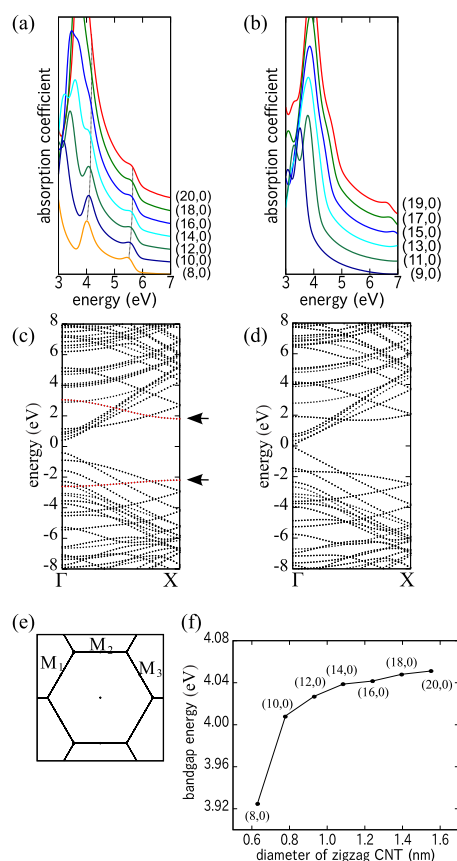 (a)
absorption coefficient
(20,0)
(18,0)
(16,0)
(14,0)
(12,0)
(10,0)
(8,0)
3 4 5 6 7
energy (eV)
(b)
absorption coefficient
(19,0)
(17,0)
(15,0)
(13,0)
(11,0)
(9,0)
3 4 5 6 7
energy (eV)
(c)
energy (eV)
8
6
4
2
0
-2
-4
-6
-8
Γ X
(d)
energy (eV)
8
6
4
2
0
-2
-4
-6
-8
Γ X
(e)
M2
M1
M3
(f)
bandgap energy (eV)
4.08
4.04
4.00
3.96
3.92
(8,0)
(10,0)
(12,0)
(14,0)
(16,0)
(18,0)
(20,0)
0.6 0.8 1.0 1.2 1.4 1.6
diameter of zigzag CNT (nm)